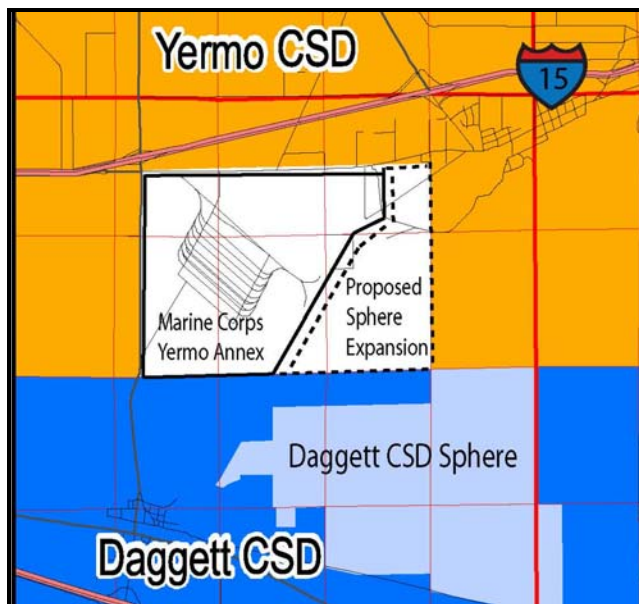 Yermo CSD
15
Marine Corps
Yermo Annex
Proposed
Sphere
Expansion
Daggett CSD Sphere
Daggett CSD